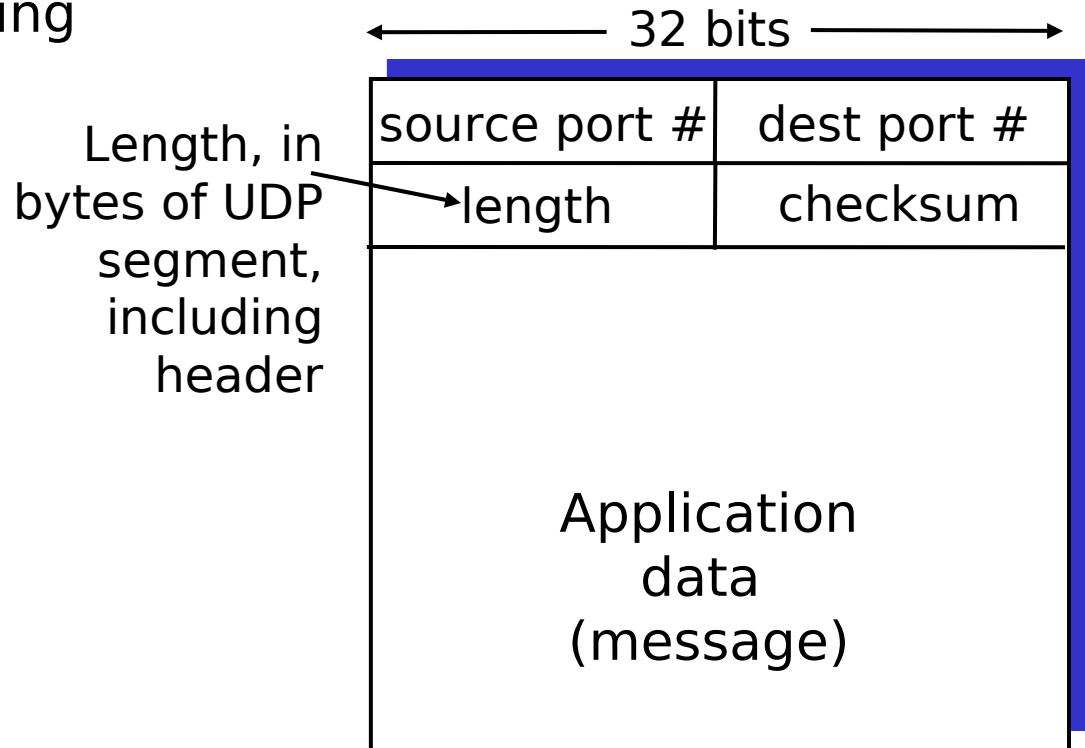 32 bits
source port # dest port #
Length, in
bytes of UDP
segment,
including
header
length checksum
Application
data
(message)